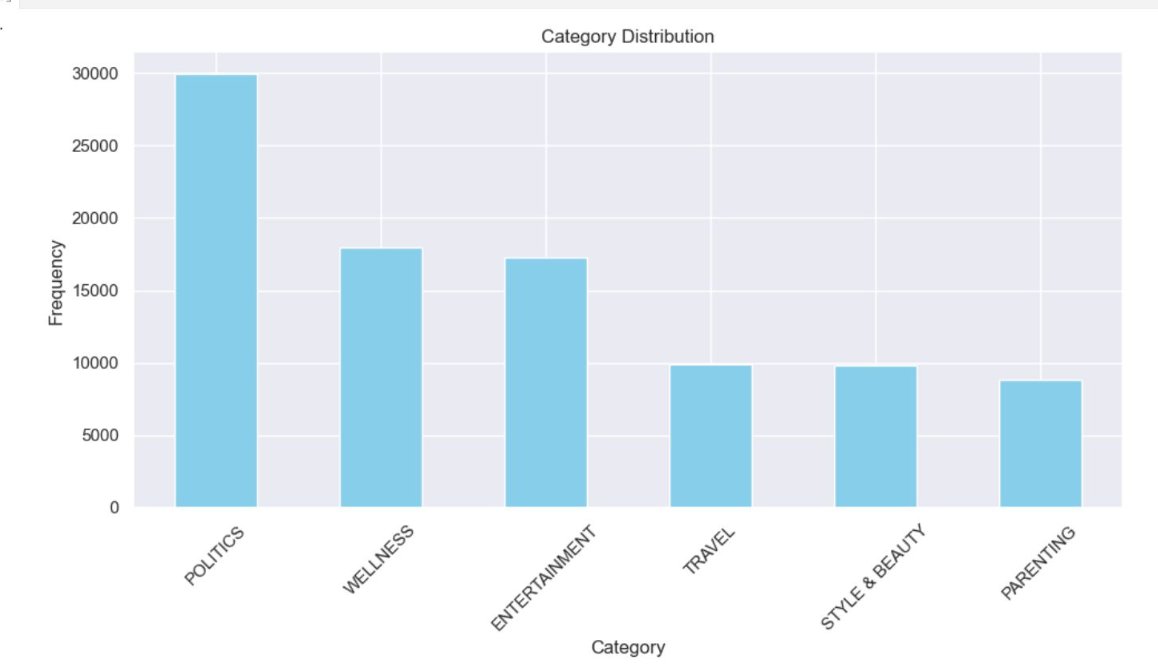 Category Distribution
30000
25000
20000
15000
10000
5000
0
Frequency
POLITICS
WELLNESS
ENTERTAINMENT
TRAVEL
STYLE & BEAUTY
PARENTING
Category